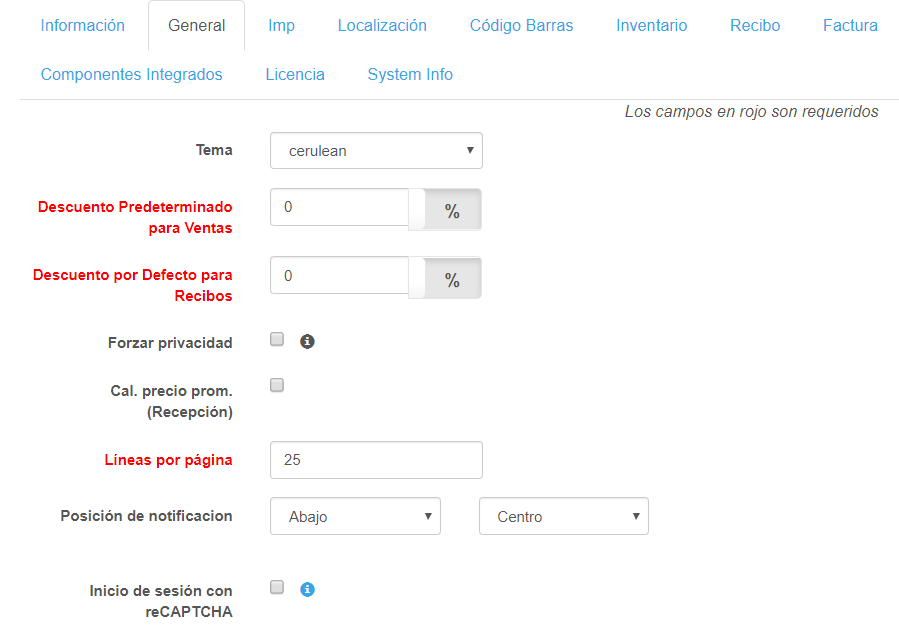 Información General Imp Localización Código Barras Inventario Recibo Factura
Componentes Integrados Licencia System Info
Los campos en rojo son requeridos
Tema cerulean
Descuento Predeterminado
para Ventas
0 %
Descuento por Defecto para
Recibos
0 %
Forzar privacidad
Cal. precio prom.
(Recepción)
Líneas por página 25
Posición de notificacion Abajo Centro
Inicio de sesión con
reCAPTCHA